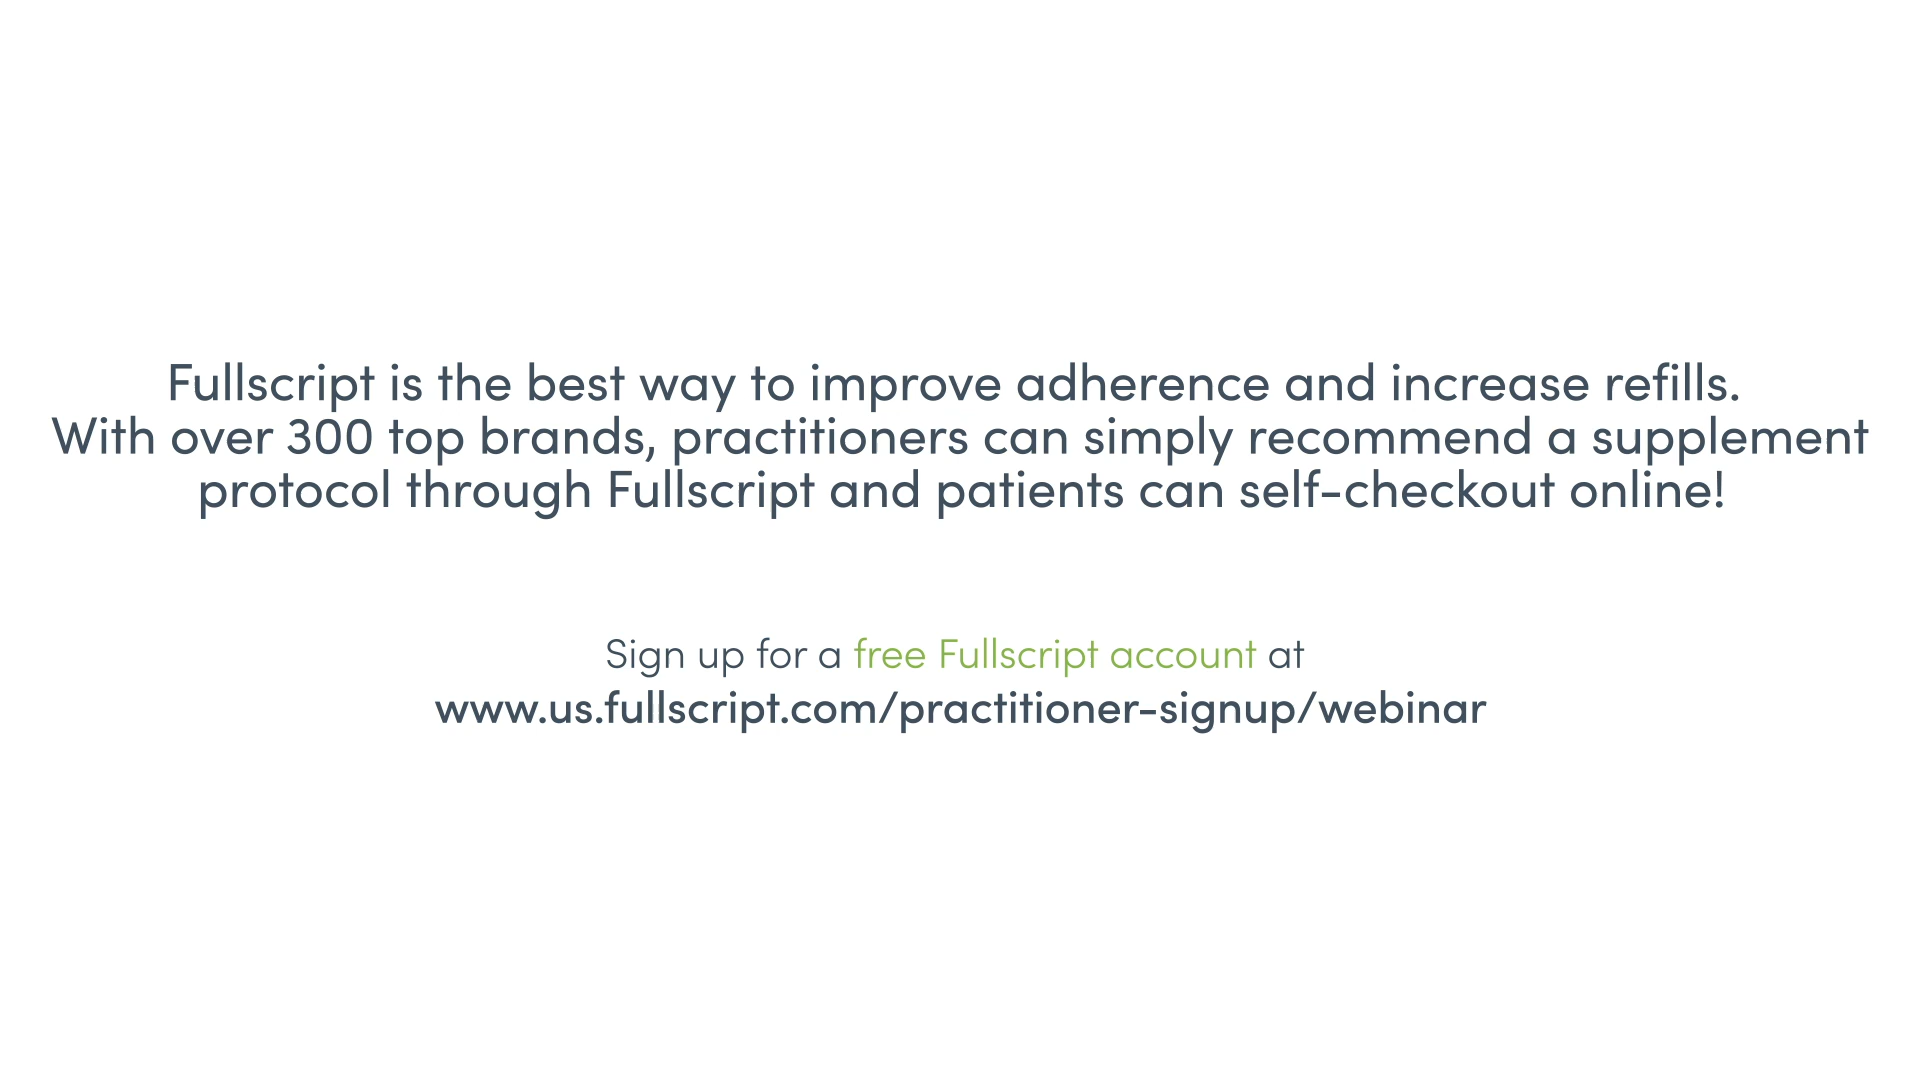 Fullscript is the best way to improve adherence and increase refills.
With over 300 top brands, practitioners can simply recommend a supplement
protocol through Fullscript and patients can self-checkout online!
Sign up for a free Fullscript account at
www.us.fullscript.com/practitioner-signup/webinar